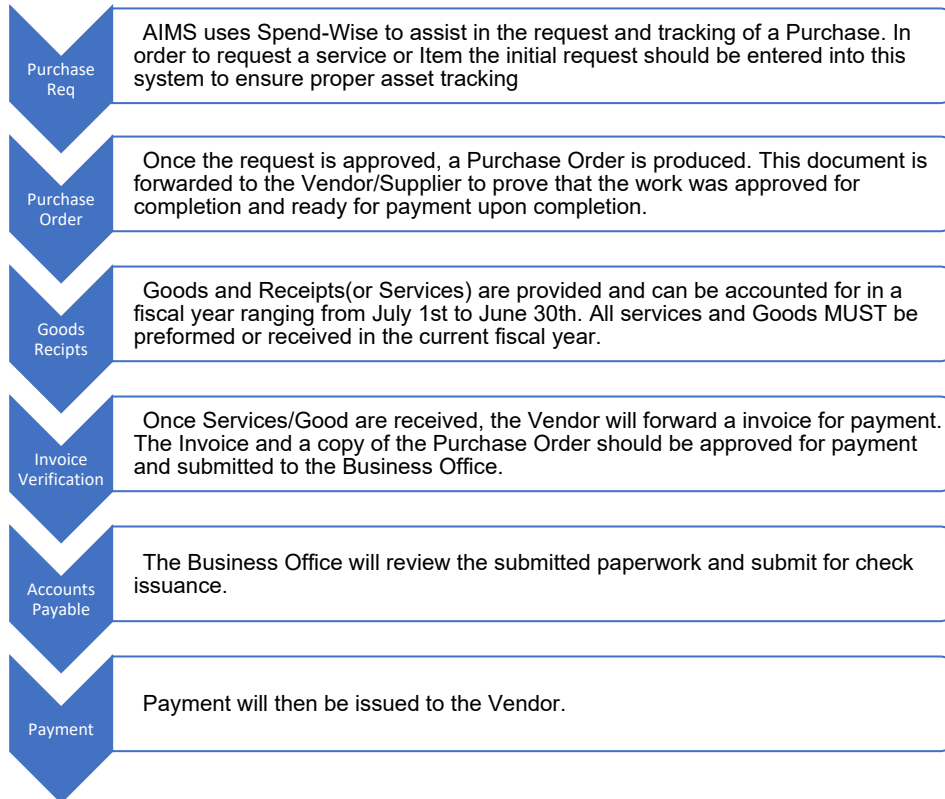 Purchase
Req
AIMS uses Spend-Wise to assist in the request and tracking of a Purchase. In
order to request a service or Item the initial request should be entered into this
system to ensure proper asset tracking
Purchase
Order
Once the request is approved, a Purchase Order is produced. This document is
forwarded to the Vendor/Supplier to prove that the work was approved for
completion and ready for payment upon completion.
Goods
Recipts
Goods and Receipts(or Services) are provided and can be accounted for in a
fiscal year ranging from July 1st to June 30th. All services and Goods MUST be
preformed or received in the current fiscal year.
Invoice
Verification
Once Services/Good are received, the Vendor will forward a invoice for payment.
The Invoice and a copy of the Purchase Order should be approved for payment
and submitted to the Business Office.
Accounts
Payable
The Business Office will review the submitted paperwork and submit for check
issuance.
Payment
Payment will then be issued to the Vendor.